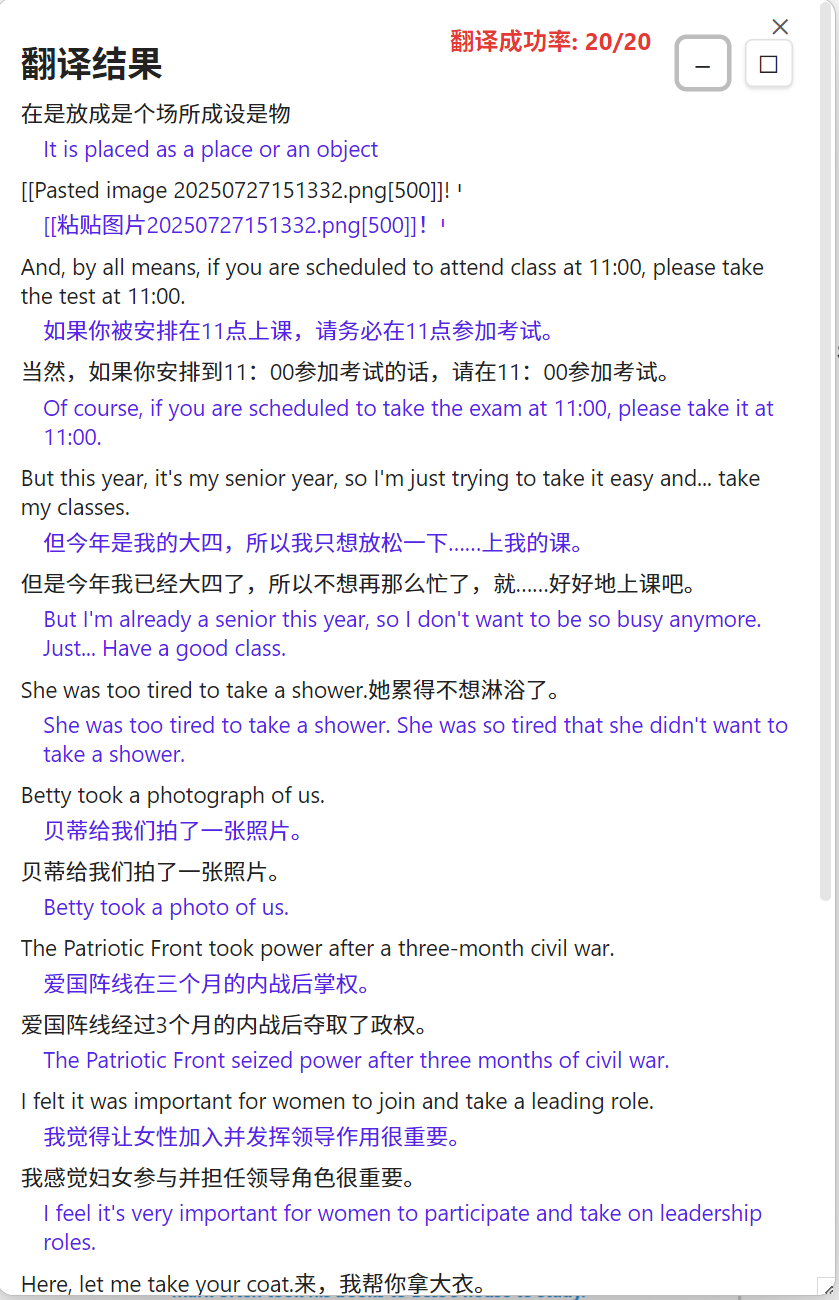 翻译成功率: 20/20
翻译结果
在是放成是个场所成设是物
It is placed as a place or an object
[[Pasted image 20250727151332.png[500]]! ˈ
[[粘贴图片20250727151332.png[500]]！ˈ
And, by all means, if you are scheduled to attend class at 11:00, please take
the test at 11:00.
如果你被安排在11点上课，请务必在11点参加考试。
当然，如果你安排到11：00参加考试的话，请在11：00参加考试。
Of course, if you are scheduled to take the exam at 11:00, please take it at
11:00.
But this year, it's my senior year, so I'm just trying to take it easy and... take
my classes.
但今年是我的大四，所以我只想放松一下……上我的课。
但是今年我已经大四了，所以不想再那么忙了，就……好好地上课吧。
But I'm already a senior this year, so I don't want to be so busy anymore.
Just... Have a good class.
She was too tired to take a shower.她累得不想淋浴了。
She was too tired to take a shower. She was so tired that she didn't want to
take a shower.
Betty took a photograph of us.
贝蒂给我们拍了一张照片。
贝蒂给我们拍了一张照片。
Betty took a photo of us.
The Patriotic Front took power after a three-month civil war.
爱国阵线在三个月的内战后掌权。
爱国阵线经过3个月的内战后夺取了政权。
The Patriotic Front seized power after three months of civil war.
I felt it was important for women to join and take a leading role.
我觉得让女性加入并发挥领导作用很重要。
我感觉妇女参与并担任领导角色很重要。
I feel it's very important for women to participate and take on leadership
roles.
Here, let me take your coat.来，我帮你拿大衣。